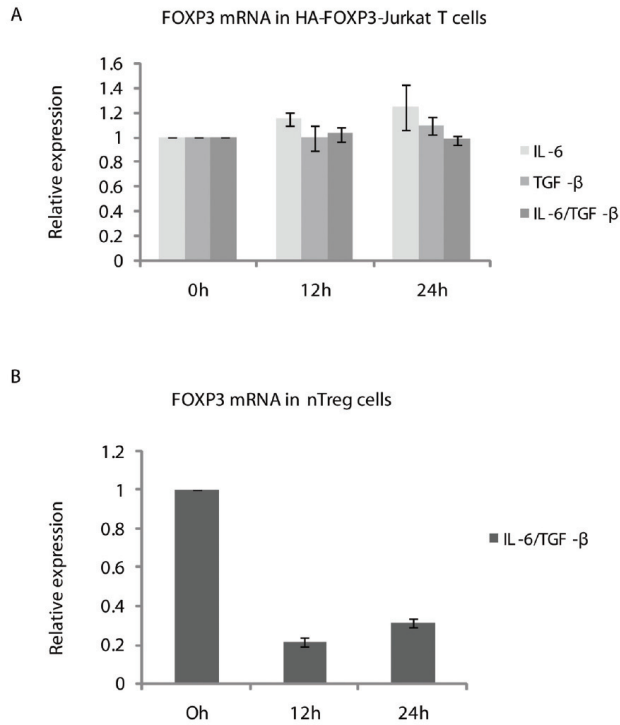 A
FOXP3 mRNA in HA-FOXP3-Jurkat T cells
Relative expression
1.6
1.4
1.2
1
0.8
0.6
0.4
0.2
0
0h
12h
24h
IL-6
TGF-β
IL-6/TGF-β
B
FOXP3 mRNA in nTreg cells
Relative expression
1.2
1
0.8
0.6
0.4
0.2
0
Oh
12h
24h
IL-6/TGF-β